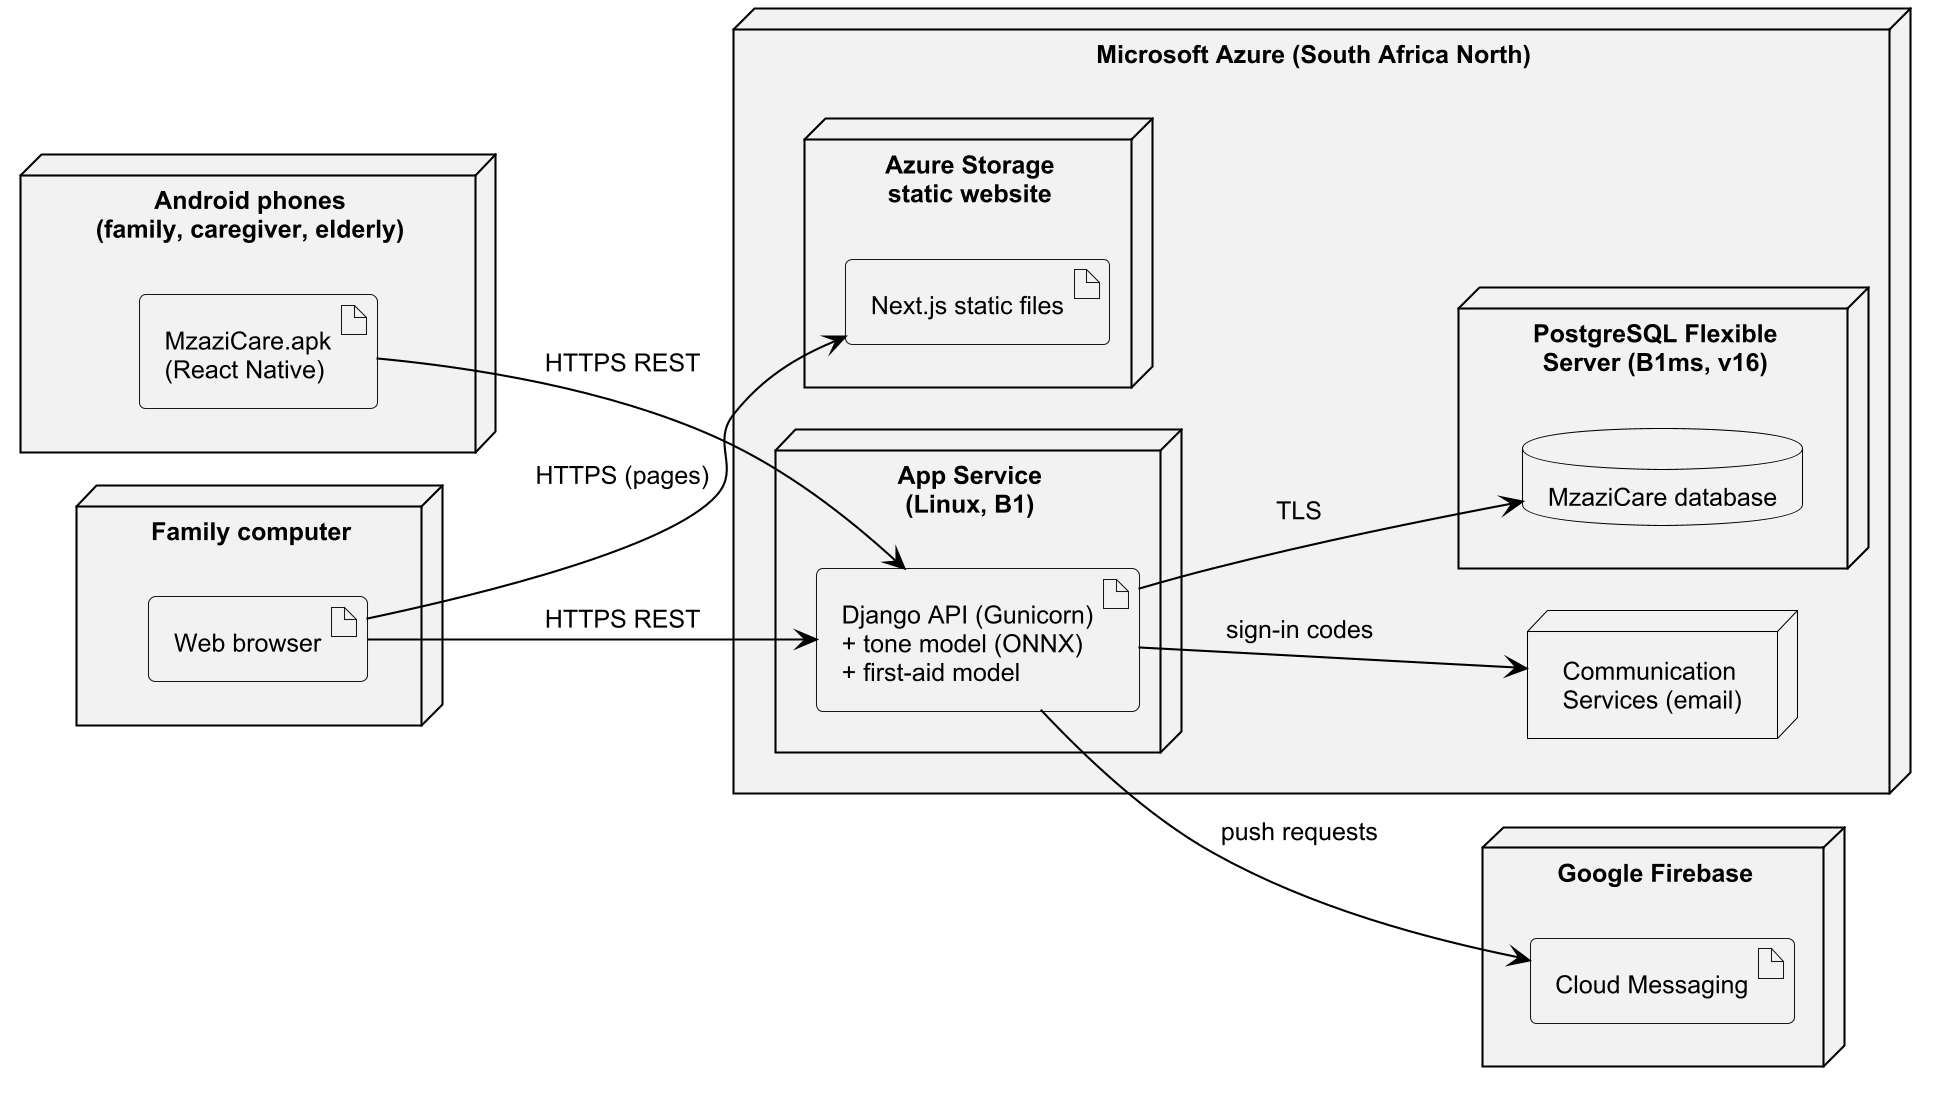 Microsoft Azure (South Africa North)
Azure Storage
static website
Next.js static files
Android phones
(family, caregiver, elderly)
MzaziCare.apk
(React Native)
HTTPS REST
HTTPS (pages)
Family computer
Web browser
HTTPS REST
App Service
(Linux, B1)
Django API (Gunicorn)
+ tone model (ONNX)
+ first-aid model
PostgreSQL Flexible
Server (B1ms, v16)
MzaziCare database
TLS
sign-in codes
Communication
Services (email)
push requests
Google Firebase
Cloud Messaging